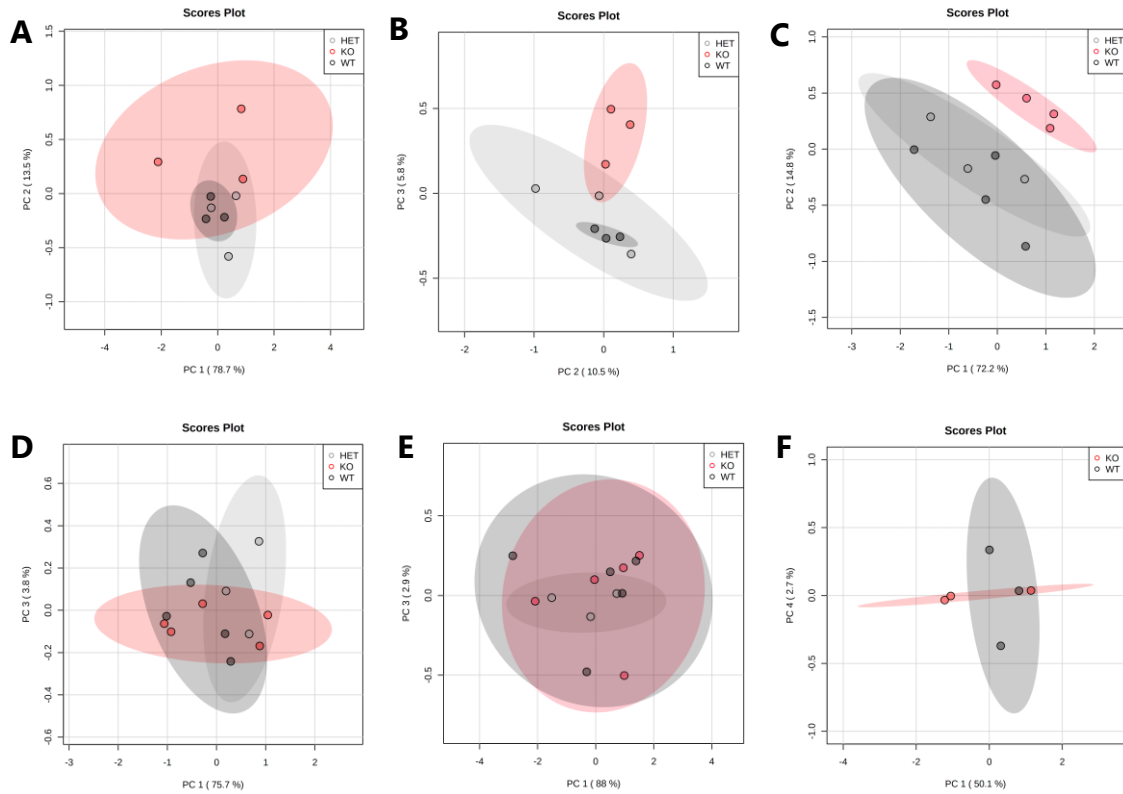 A
Scores Plot
HET
KO
WT
PC 2 ( 13.5 %)
1.5
1.0
0.5
0.0
-0.5
-1.0
-4
-2
0
2
4
PC 1 ( 78.7 %)
B
Scores Plot
HET
KO
WT
PC 3 ( 5.8 %)
0.5
0.0
-0.5
-2
-1
0
1
PC 2 ( 10.5 %)
C
Scores Plot
HET
KO
WT
PC 2 ( 14.8 %)
1.0
0.5
0.0
-0.5
-1.0
-1.5
-3
-2
-1
0
1
2
PC 1 ( 72.2 %)
D
Scores Plot
HET
KO
WT
PC 3 ( 3.8 %)
0.6
0.4
0.2
0.0
-0.2
-0.4
-0.6
-3
-2
-1
0
1
2
PC 1 ( 75.7 %)
E
Scores Plot
HET
KO
WT
PC 3 ( 2.9 %)
0.5
0.0
-0.5
-4
-2
0
2
4
PC 1 ( 88 %)
F
Scores Plot
KO
WT
PC 4 ( 2.7 %)
1.0
0.5
0.0
-0.5
-1.0
-4
-2
0
2
4
PC 1 ( 50.1 %)